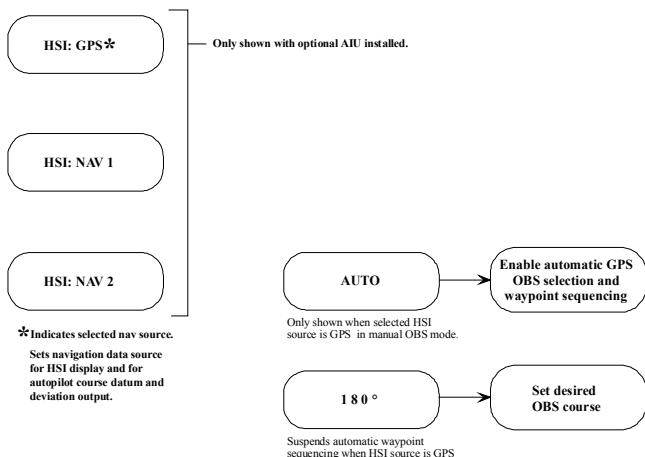 HSI: GPS*
Only shown with optional AIU installed.
HSI: NAV 1
HSI: NAV 2
*Indicates selected nav source.
Sets navigation data source
for HSI display and for
autopilot course datum and
deviation output.
AUTO
Enable automatic GPS
OBS selection and
waypoint sequencing
Only shown when selected HSI
source is GPS in manual OBS mode.
180°
Set desired
OBS course
Suspends automatic waypoint
sequencing when HSI source is GPS